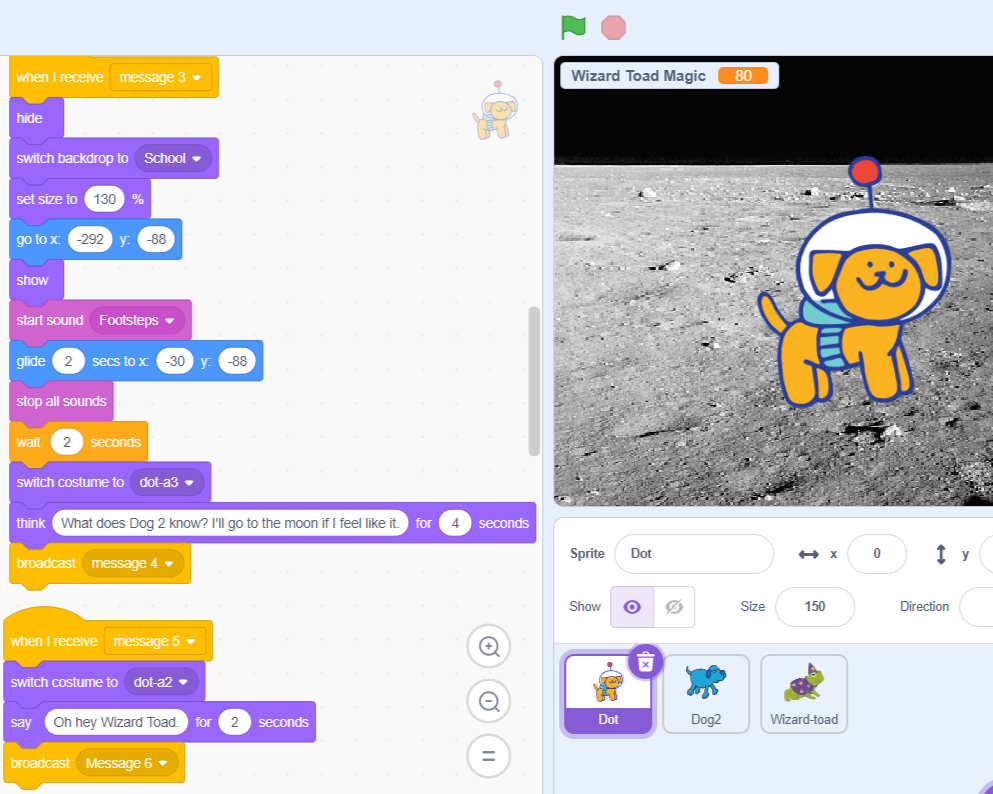 when I receive message 3
hide
switch backdrop to School
set size to 130 %
go to x: -292 y: -88
show
start sound Footsteps
glide 2 secs to x: -30 y: -88
stop all sounds
wait 2 seconds
switch costume to dot-a3
think What does Dog 2 know? I'll go to the moon if I feel like it. for 4 seconds
broadcast message 4
when I receive message 5
switch costume to dot-a2
say Oh hey Wizard Toad. for 2 seconds
broadcast Message 6
Wizard Toad Magic 80
Sprite Dot x 0 y
Show Size 150 Direction
Dot Dog2 Wizard-toad